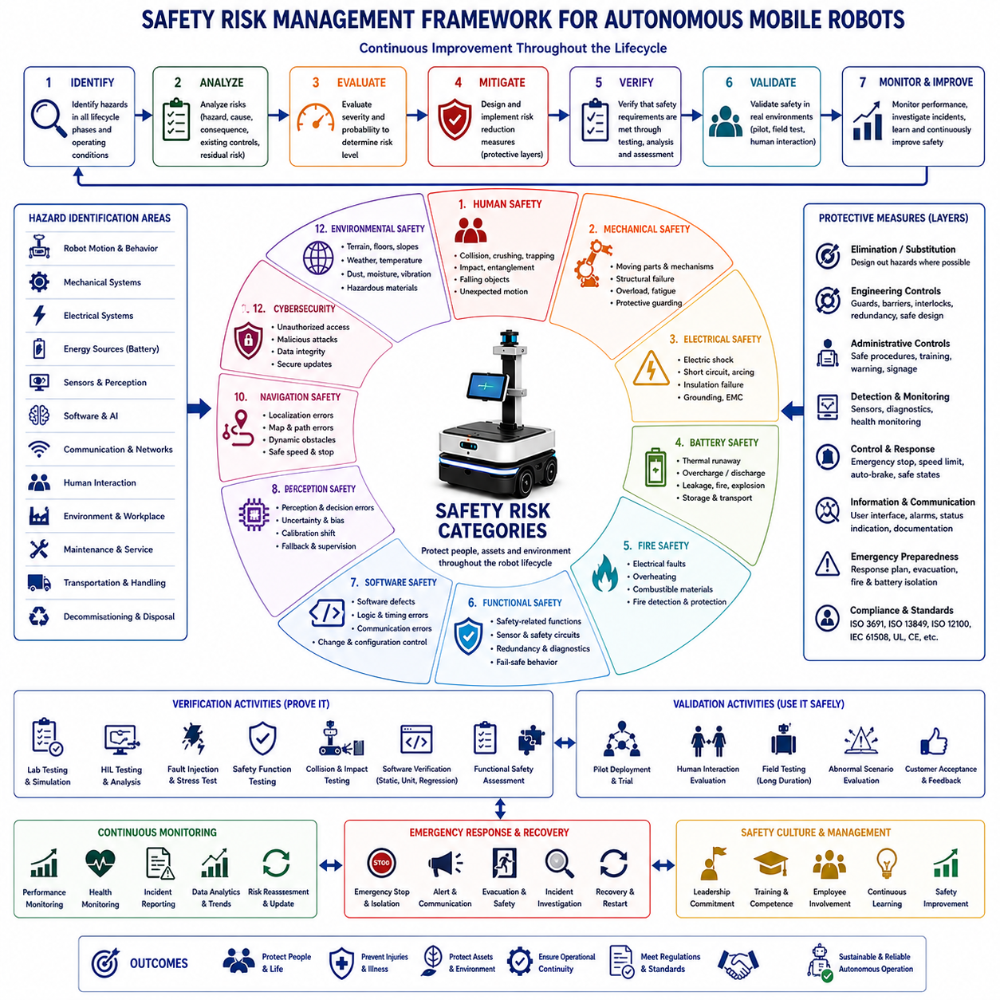 SAFETY RISK MANAGEMENT FRAMEWORK FOR AUTONOMOUS MOBILE ROBOTS
Continuous Improvement Throughout the Lifecycle
1 IDENTIFY
Identify hazards
in all lifecycle
phases and
operating
conditions
2 ANALYZE
Analyze risks
(hazard, cause,
consequence,
existing controls,
residual risk)
3 EVALUATE
Evaluate
severity and
probability to
determine risk
level
4 MITIGATE
Design and
implement risk
reduction
measures
(protective layers)
5 VERIFY
Verify that safety
requirements are
met through
testing, analysis
and assessment
6 VALIDATE
Validate safety in
real environments
(pilot, field test,
human interaction)
7 MONITOR & IMPROVE
Monitor performance,
investigate incidents,
learn and continuously
improve safety
HAZARD IDENTIFICATION AREAS
Robot Motion & Behavior
Mechanical Systems
Electrical Systems
Energy Sources (Battery)
Sensors & Perception
Software & AI
Communication & Networks
Human Interaction
Environment & Workplace
Maintenance & Service
Transportation & Handling
Decommisationing & Disposal
1. HUMAN SAFETY
• Collision, crushing, trapping
• Impact, entanglement
• Falling objects
• Unexpected motion
2. MECHANICAL SAFETY
• Moving parts & mechanisms
• Structural failure
• Overload, fatigue
• Protective guarding
3. ELECTRICAL SAFETY
• Electric shock
• Short circuit, arcing
• Insulation failure
• Grounding, EMC
4. BATTERY SAFETY
• Thermal runaway
• Overcharge / discharge
• Leakage, fire, explosion
• Storage & transport
5. FIRE SAFETY
• Electrical faults
• Overheating
• Combustible materials
• Fire detection & protection
6. FUNCTIONAL SAFETY
• Safety-related functions
• Sensor & safety circuits
• Redundancy & diagnostics
• Fail-safe behavior
7. SOFTWARE SAFETY
• Software defects
• Logic & timing errors
• Communication errors
• Change & configuration control
8. PERCEPTION SAFETY
• Perception & decision errors
• Uncertainty & bias
• Calibration shift
• Fallback & supervision
10. NAVIGATION SAFETY
• Localization errors
• Map & path errors
• Dynamic obstacles
• Safe speed & stop
12. CYBERSECURITY
• Unauthorized access
• Malicious attacks
• Data integrity
• Secure updates
12. ENVIRONMENTAL SAFETY
• Terrain, floors, slopes
• Weather, temperature
• Dust, moisture, vibration
• Hazardous materials
SAFETY RISK
CATEGORIES
Protect people, assets and environment
throughout the robot lifecycle
PROTECTIVE MEASURES (LAYERS)
Elimination / Substitution
Design out hazards where possible
Engineering Controls
Guards, barriers, interlocks,
redundancy, safe design
Administrative Controls
Safe procedures, training,
warning, signage
Detection & Monitoring
Sensors, diagnostics,
health monitoring
Control & Response
Emergency stop, speed limit,
auto-brake, safe states
Information & Communication
User interface, alarms, status
indication, documentation
Emergency Preparedness
Response plan, evacuation,
fire & battery isolation
Compliance & Standards
ISO 3691, ISO 13849, ISO 12100,
IEC 61508, UL, CE, etc.
VERIFICATION ACTIVITIES (PROVE IT)
Lab Testing
& Simulation
HIL Testing
& Analysis
Fault Injection
& Stress Test
Safety Function
Testing
Collision & Impact
Testing
Software Verification
(Static, Unit, Regression)
Functional Safety
Assessment
VALIDATION ACTIVITIES (USE IT SAFELY)
Pilot Deployment
& Trial
Human Interaction
Evaluation
Field Testing
(Long Duration)
Abnormal Scenario
Evaluation
Customer Acceptance
& Feedback
CONTINUOUS MONITORING
Performance
Monitoring
Health
Monitoring
Incident
Reporting
Data Analytics
& Trends
Risk Reasssesment
& Update
EMERGENCY RESPONSE & RECOVERY
STOO
Emergency Stop
& Isolation
Alert &
Communication
Evacuation &
Safety
Incident
Investigation
Recovery &
Restart
SAFETY CULTURE & MANAGEMENT
Leadership
Commitment
Training &
Competence
Employee
Involvement
Continuous
Learning
Safety
Improvement
OUTCOMES
Protect People
& Life
Prevent Injuries
& Illness
Protect Assets
& Environment
Ensure Operational
Continuity
Meet Regulations
& Standards
Sustainable & Reliable
Autonomous Operation